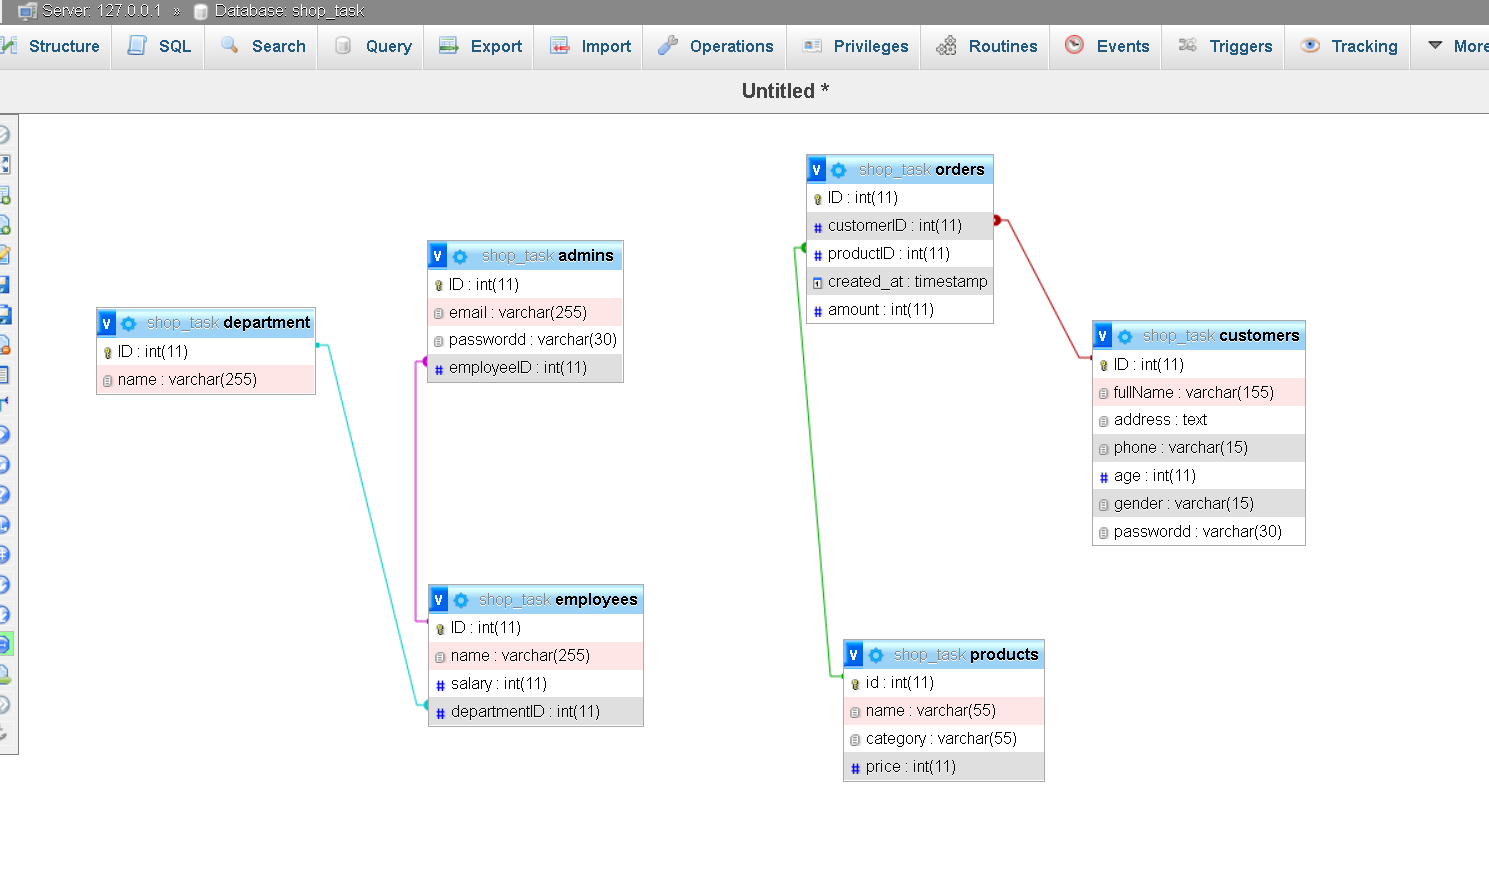 Server: 127.0.0.1 » Database: shop_task
Structure SQL Search Query Export Import Operations Privileges Routines Events Triggers Tracking More
Untitled *
shop_task department
ID : int(11)
name : varchar(255)
shop_task admins
ID : int(11)
email : varchar(255)
passwordd : varchar(30)
employeeID : int(11)
shop_task employees
ID : int(11)
name : varchar(255)
salary : int(11)
departmentID : int(11)
shop_task orders
ID : int(11)
customerID : int(11)
productID : int(11)
created_at : timestamp
amount : int(11)
shop_task customers
ID : int(11)
fullName : varchar(155)
address : text
phone : varchar(15)
age : int(11)
gender : varchar(15)
passwordd : varchar(30)
shop_task products
id : int(11)
name : varchar(55)
category : varchar(55)
price : int(11)